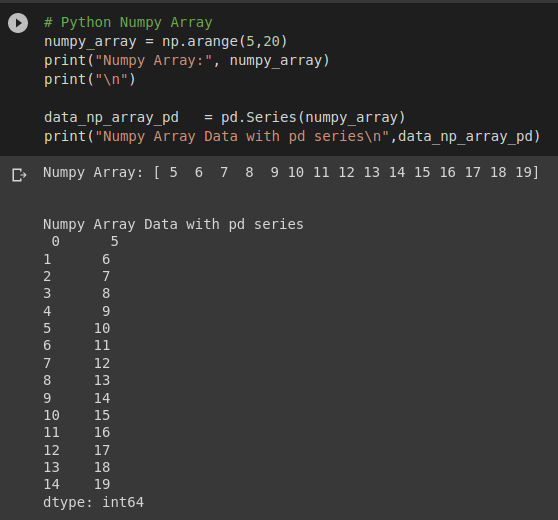 # Python Numpy Array
numpy_array = np.arange(5,20)
print("Numpy Array:", numpy_array)
print("\n")

data_np_array_pd   = pd.Series(numpy_array)
print("Numpy Array Data with pd series\n",data_np_array_pd)
Numpy Array: [ 5  6  7  8  9 10 11 12 13 14 15 16 17 18 19]


Numpy Array Data with pd series
 0      5
1      6
2      7
3      8
4      9
5     10
6     11
7     12
8     13
9     14
10    15
11    16
12    17
13    18
14    19
dtype: int64